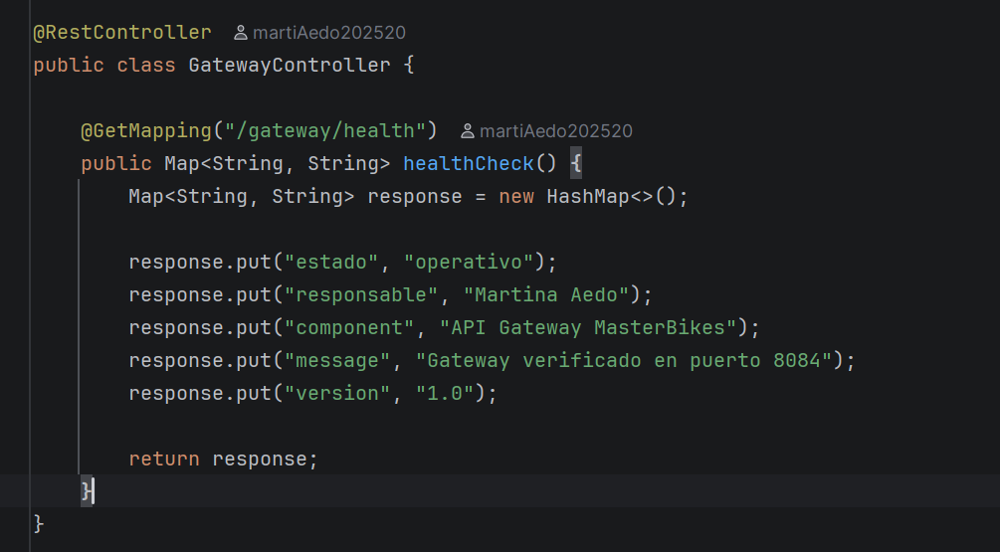 @RestController martiAedo202520
public class GatewayController {
@GetMapping("/gateway/health") martiAedo202520
public Map<String, String> healthCheck() {
Map<String, String> response = new HashMap<>();
response.put("estado", "operativo");
response.put("responsable", "Martina Aedo");
response.put("component", "API Gateway MasterBikes");
response.put("message", "Gateway verificado en puerto 8084");
response.put("version", "1.0");
return response;
}
}